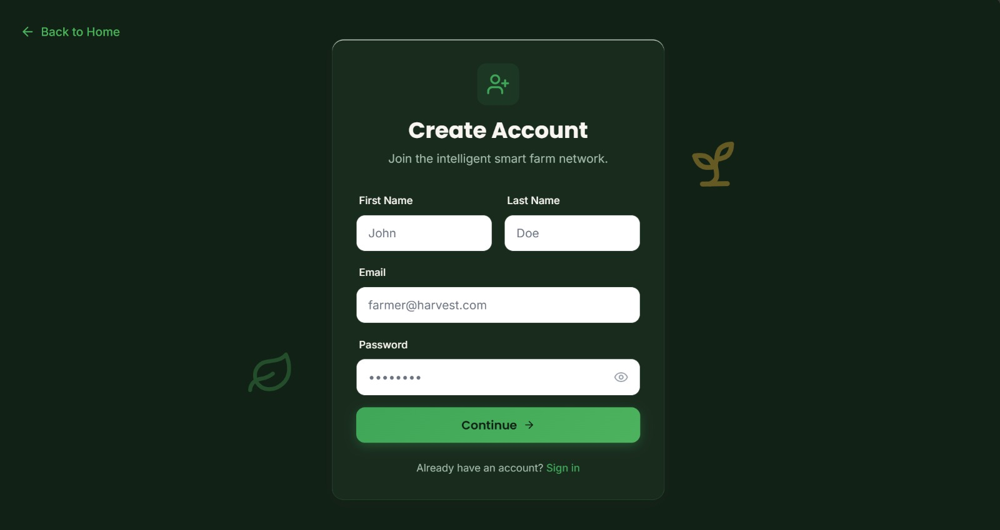 Back to Home
Create Account
Join the intelligent smart farm network.
First Name
Last Name
John
Doe
Email
farmer@harvest.com
Password
••••••••
Continue
Already have an account? Sign in